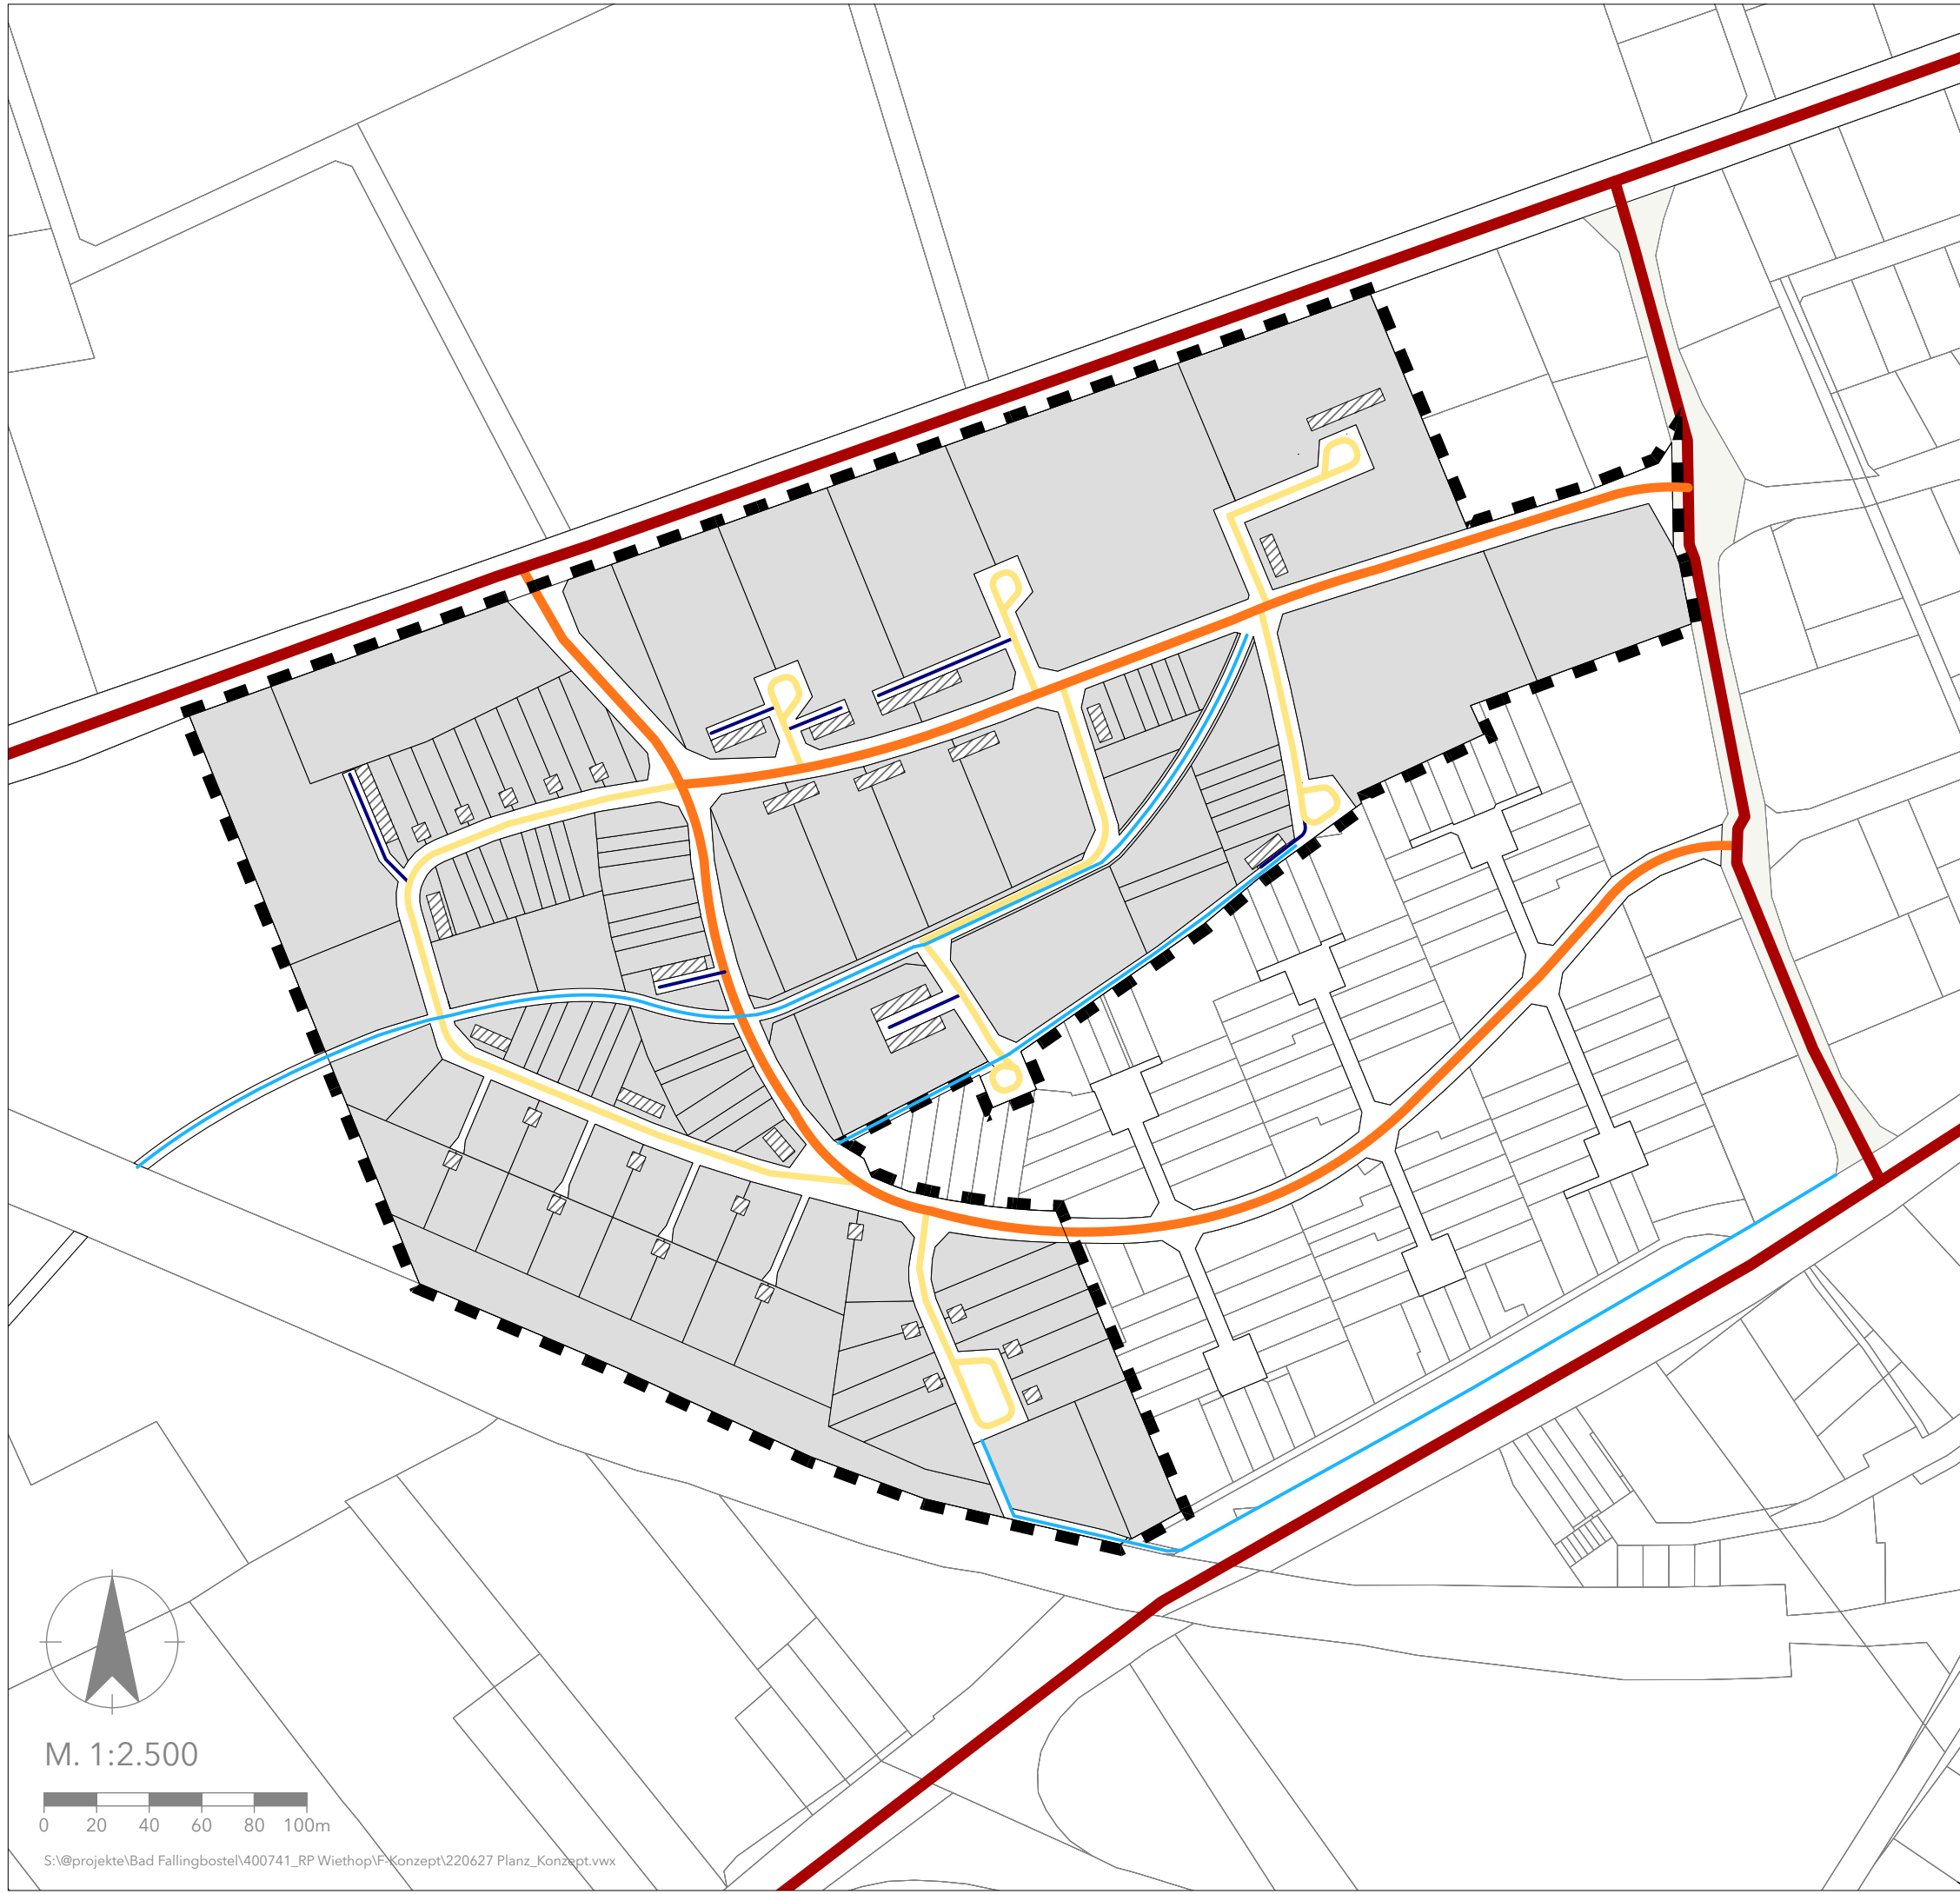 M. 1:2.500
0 20 40 60 80 100m
S:\@projekte\Bad Fallingbostel\400741_RP Wiethop\F-Konzept\220627 Planz_Konzept.vwx